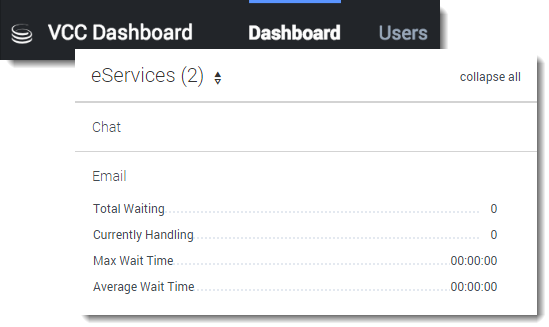 VCC Dashboard Dashboard Users
eServices (2) collapse all
Chat
Email
Total Waiting 0
Currently Handling 0
Max Wait Time 00:00:00
Average Wait Time 00:00:00